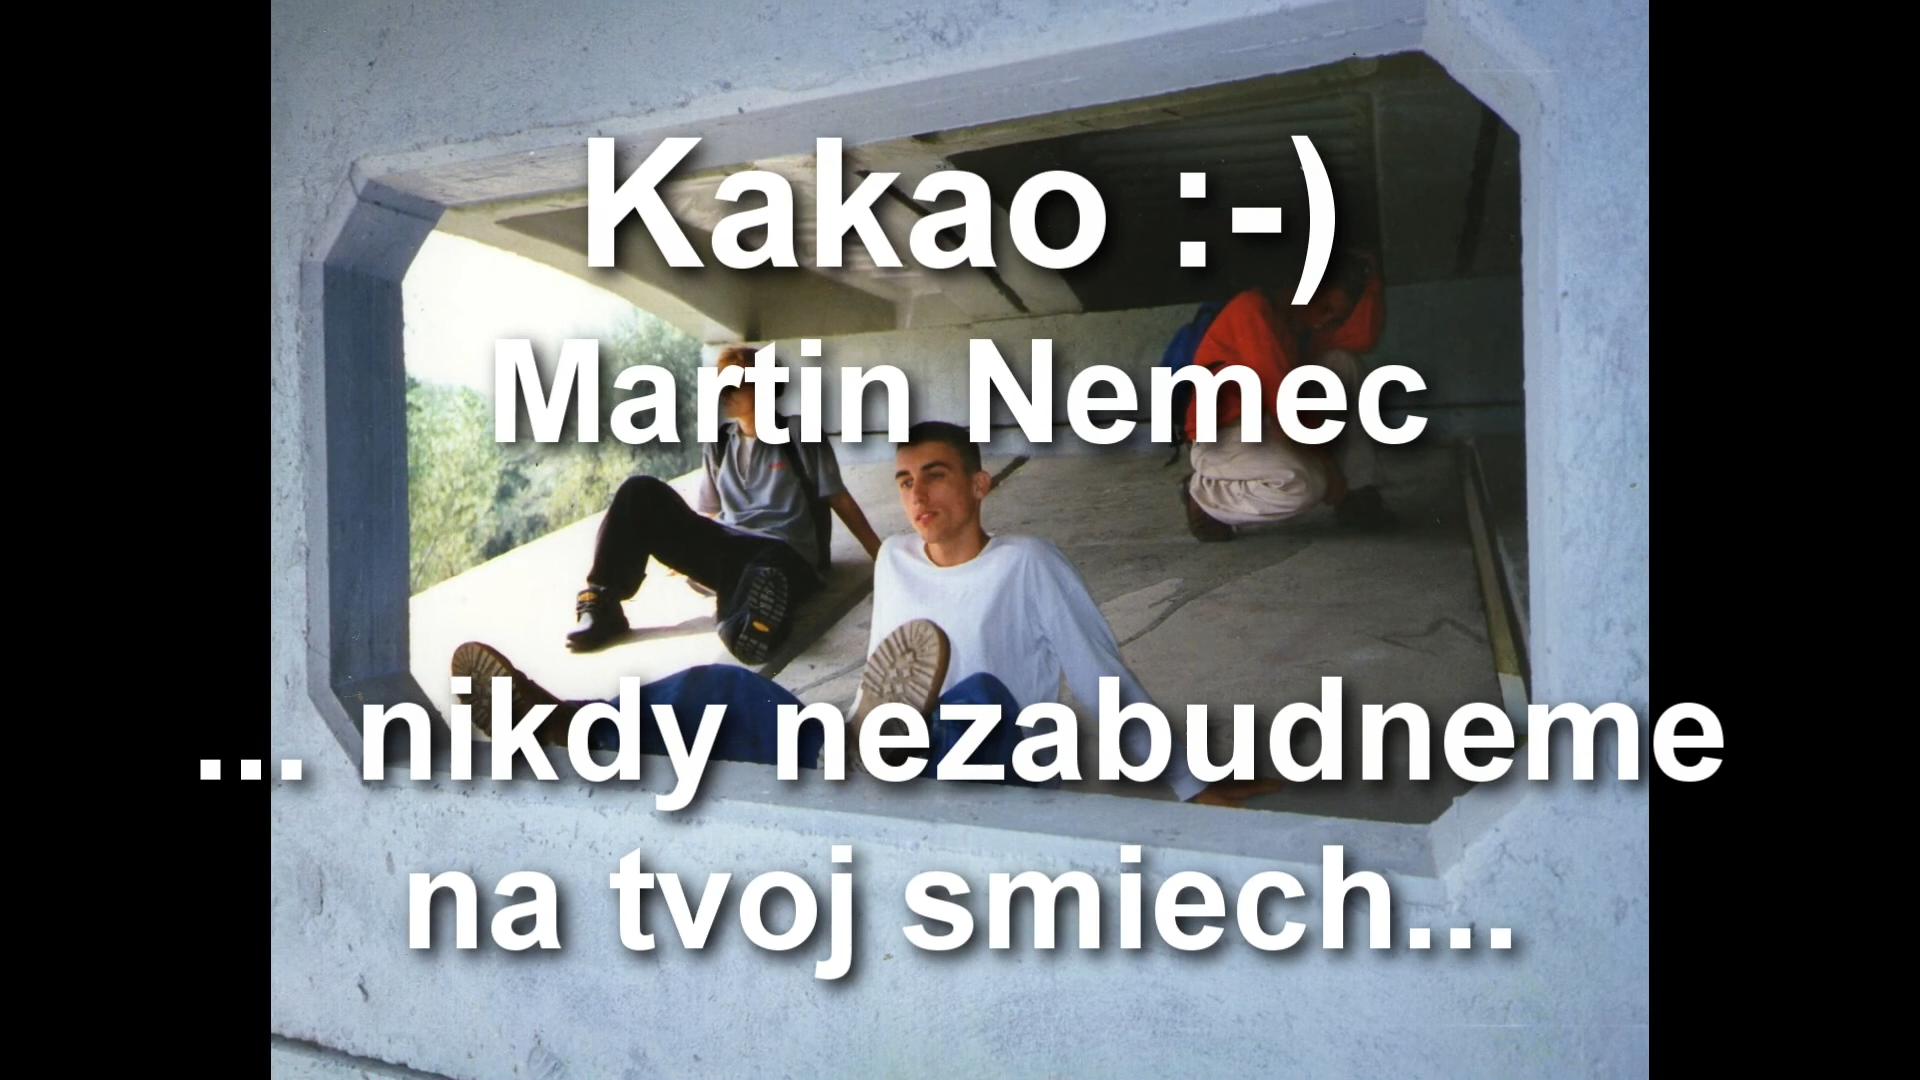 Kakao :-)
Martin Nemec
... nikdy nezabudneme
na tvoj smiech...